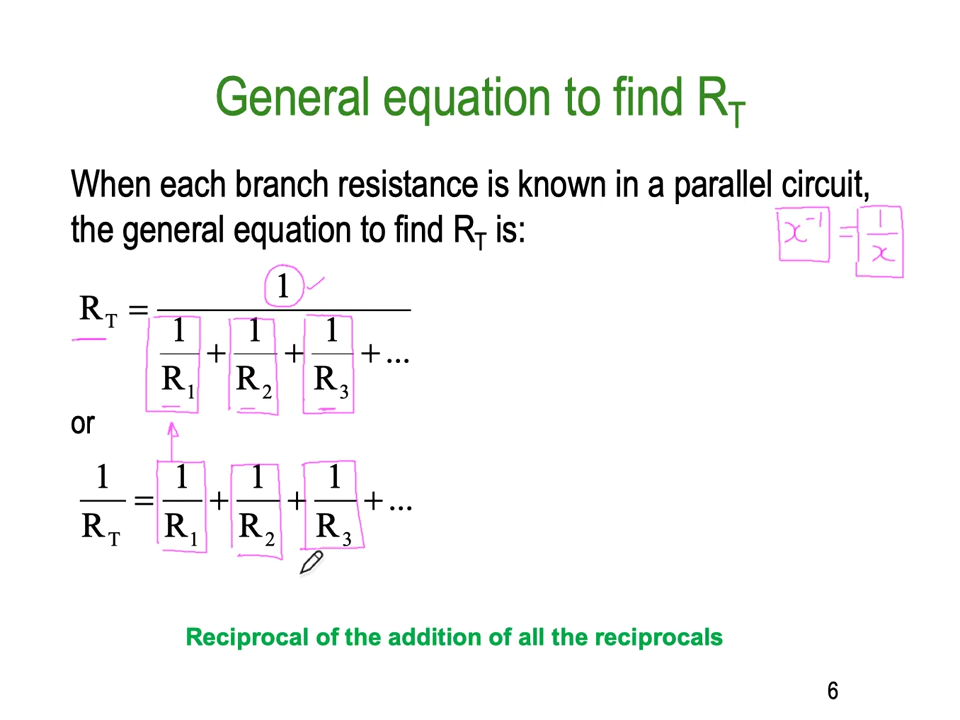 General equation to find R_T
When each branch resistance is known in a parallel circuit,
the general equation to find R_T is:
x⁻¹ = 1/x
R_T = 1 / (1/R_1 + 1/R_2 + 1/R_3 + ...)
or
1/R_T = 1/R_1 + 1/R_2 + 1/R_3 + ...
Reciprocal of the addition of all the reciprocals
6